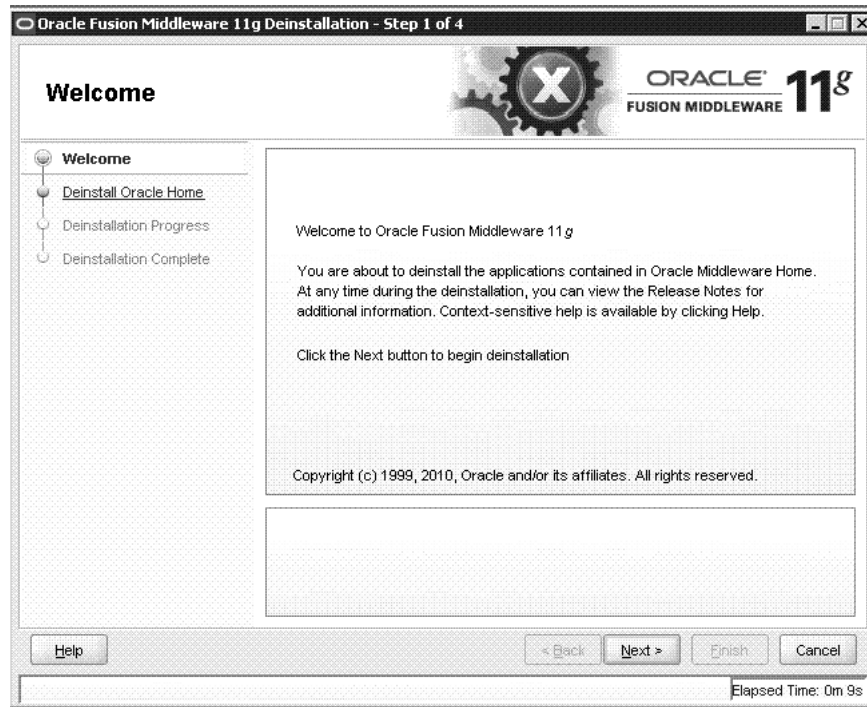 Oracle Fusion Middleware 11g Deinstallation - Step 1 of 4
Welcome
ORACLE®
FUSION MIDDLEWARE 11g
Welcome
Deinstall Oracle Home
Deinstallation Progress
Deinstallation Complete
Welcome to Oracle Fusion Middleware 11g
You are about to deinstall the applications contained in Oracle Middleware Home.
At any time during the deinstallation, you can view the Release Notes for
additional information. Context-sensitive help is available by clicking Help.
Click the Next button to begin deinstallation
Copyright (c) 1999, 2010, Oracle and/or its affiliates. All rights reserved.
Help
< Back
Next >
Finish
Cancel
Elapsed Time: 0m 9s